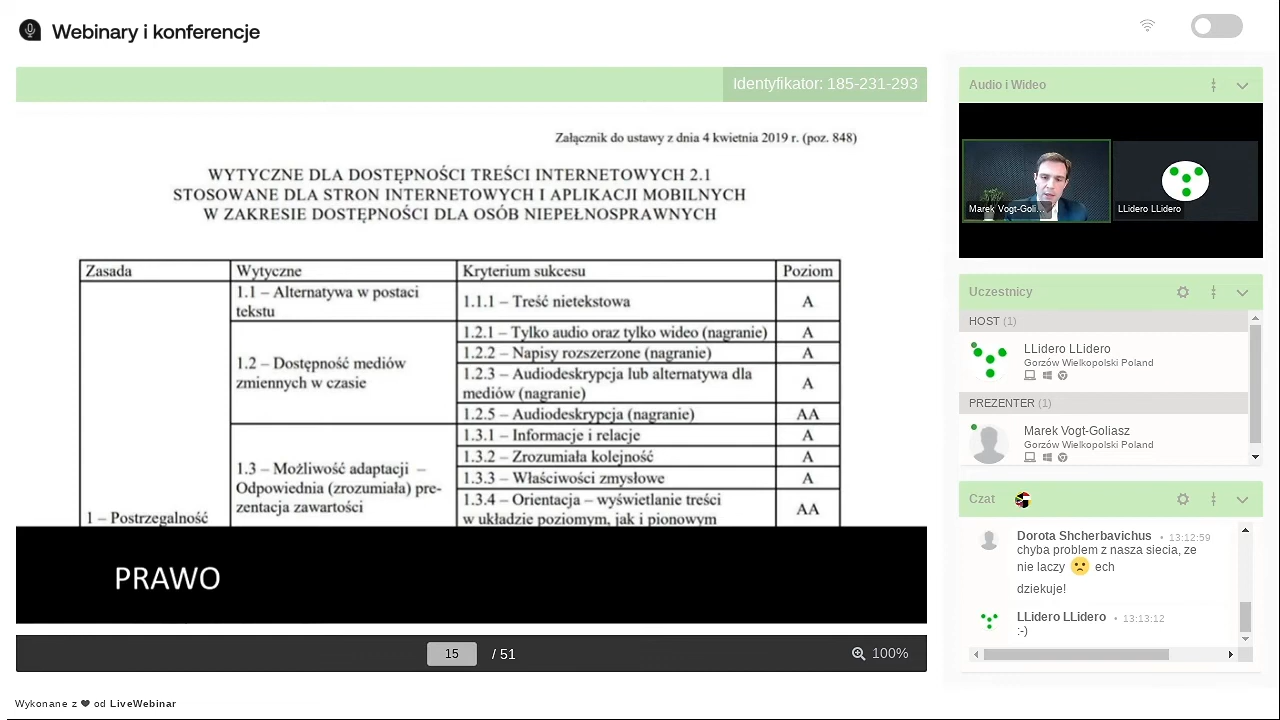 Webinary i konferencje
Identyfikator: 185-231-293
Załącznik do ustawy z dnia 4 kwietnia 2019 r. (poz. 848)
WYTYCZNE DLA DOSTĘPNOŚCI TREŚCI INTERNETOWYCH 2.1
STOSOWANE DLA STRON INTERNETOWYCH I APLIKACJI MOBILNYCH
W ZAKRESIE DOSTĘPNOŚCI DLA OSÓB NIEPEŁNOSPRAWNYCH
Zasada Wytyczne Kryterium sukcesu Poziom
1.1 – Alternatywa w postaci
tekstu
1.1.1 – Treść nietekstowa A
1.2 – Dostępność mediów
zmiennych w czasie
1.2.1 – Tylko audio oraz tylko wideo (nagranie) A
1.2.2 – Napisy rozszerzone (nagranie) A
1.2.3 – Audiodeskrypcja lub alternatywa dla
mediów (nagranie) A
1.2.5 – Audiodeskrypcja (nagranie) AA
1.3 – Możliwość adaptacji –
Odpowiednia (zrozumiała) pre-
zentacja zawartości
1.3.1 – Informacje i relacje A
1.3.2 – Zrozumiała kolejność A
1.3.3 – Właściwości zmysłowe A
1.3.4 – Orientacja – wyświetlanie treści
w układzie poziomym, jak i pionowym AA
1 – Postrzegalność
PRAWO
15 / 51
100%
Wykonane z od LiveWebinar
Audio i Wideo
Marek Vogt-Goli...
LLidero LLidero
Uczestnicy
HOST (1)
LLidero LLidero
Gorzów Wielkopolski Poland
PREZENTER (1)
Marek Vogt-Goliasz
Gorzów Wielkopolski Poland
Czat
Dorota Shcherbavichus • 13:12:59
chyba problem z nasza siecia, ze
nie laczy 🙁 ech
dziekuje!
LLidero LLidero • 13:13:12
:-)